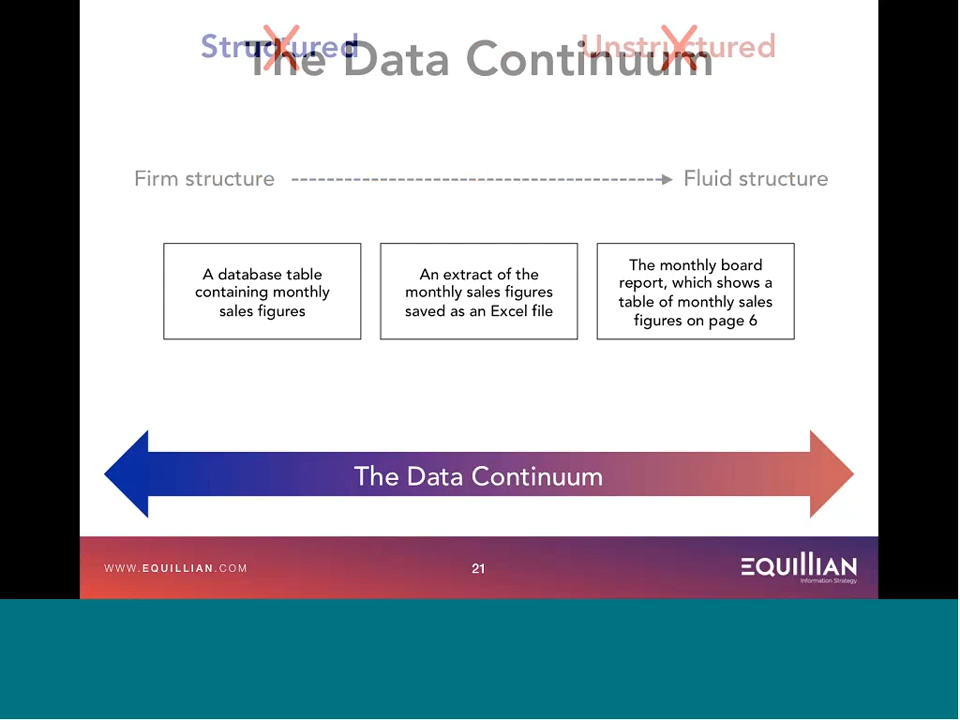 Structured
Unstructured
The Data Continuum
Firm structure
Fluid structure
A database table
containing monthly
sales figures
An extract of the
monthly sales figures
saved as an Excel file
The monthly board
report, which shows a
table of monthly sales
figures on page 6
The Data Continuum
WWW.EQUILLIAN.COM
21
EQUILLIAN
Information Strategy